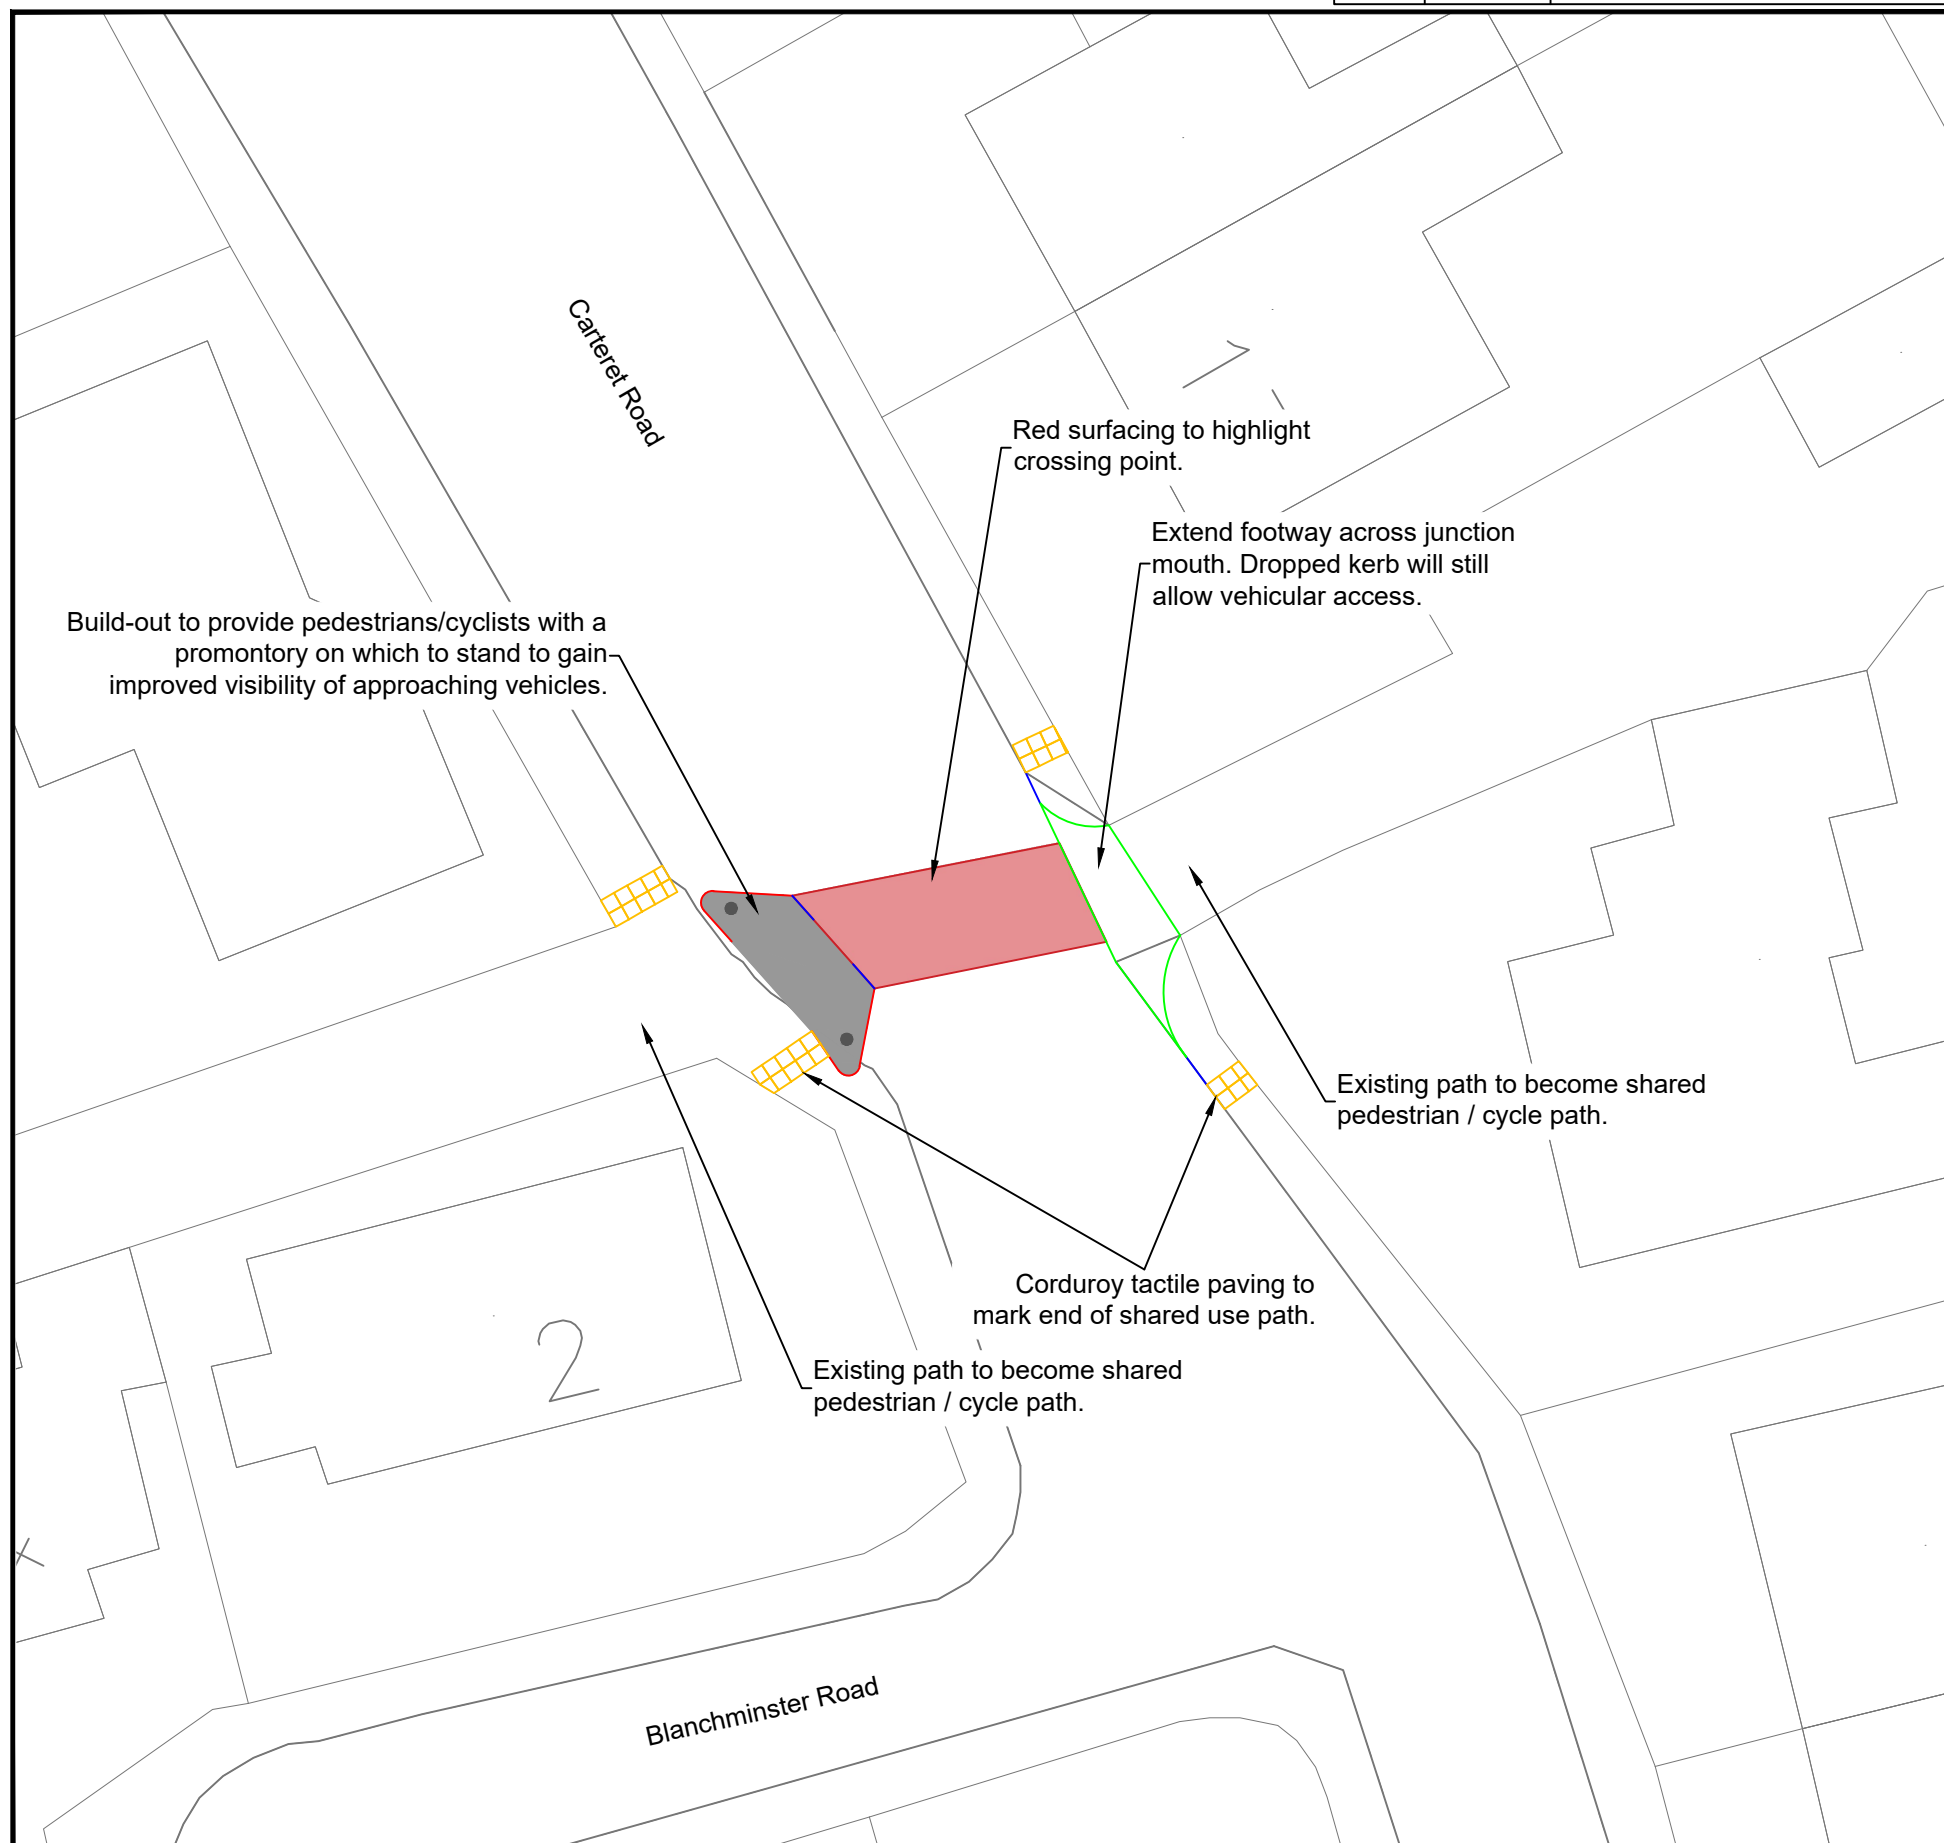 Carteret Road
1
Red surfacing to highlight
crossing point.
Extend footway across junction
mouth. Dropped kerb will still
allow vehicular access.
Build-out to provide pedestrians/cyclists with a
promontory on which to stand to gain
improved visibility of approaching vehicles.
Existing path to become shared
pedestrian / cycle path.
Corduroy tactile paving to
mark end of shared use path.
2
Existing path to become shared
pedestrian / cycle path.
Blanchminster Road